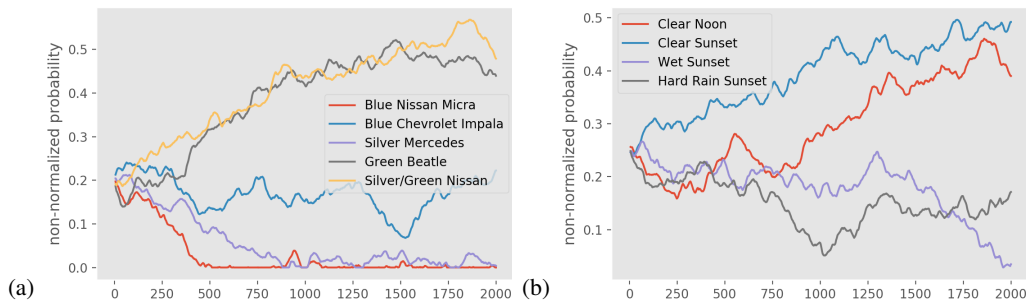 0.5
0.4
0.3
0.2
0.1
0.0
non-normalized probability
Blue Nissan Micra
Blue Chevrolet Impala
Silver Mercedes
Green Beatle
Silver/Green Nissan
0 250 500 750 1000 1250 1500 1750 2000
(a)
0.5
0.4
0.3
0.2
0.1
non-normalized probability
Clear Noon
Clear Sunset
Wet Sunset
Hard Rain Sunset
0 250 500 750 1000 1250 1500 1750 2000
(b)